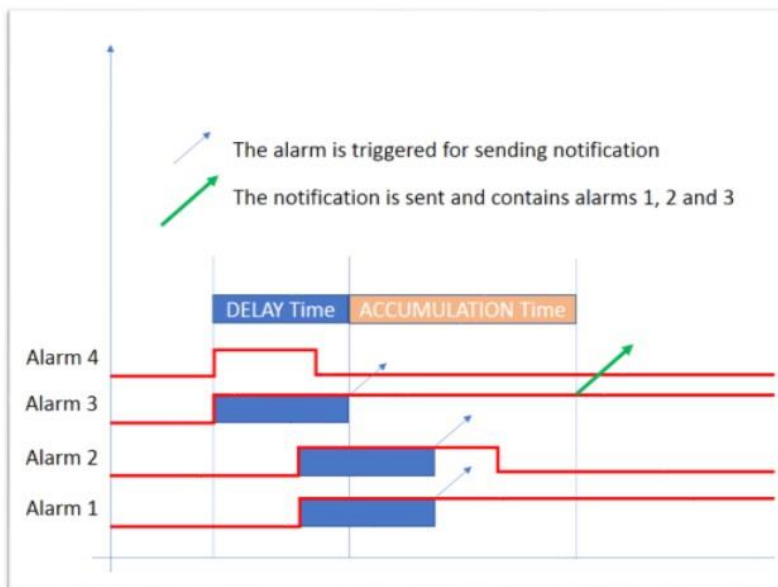 The alarm is triggered for sending notification
The notification is sent and contains alarms 1, 2 and 3
DELAY Time
ACCUMULATION Time
Alarm 4
Alarm 3
Alarm 2
Alarm 1